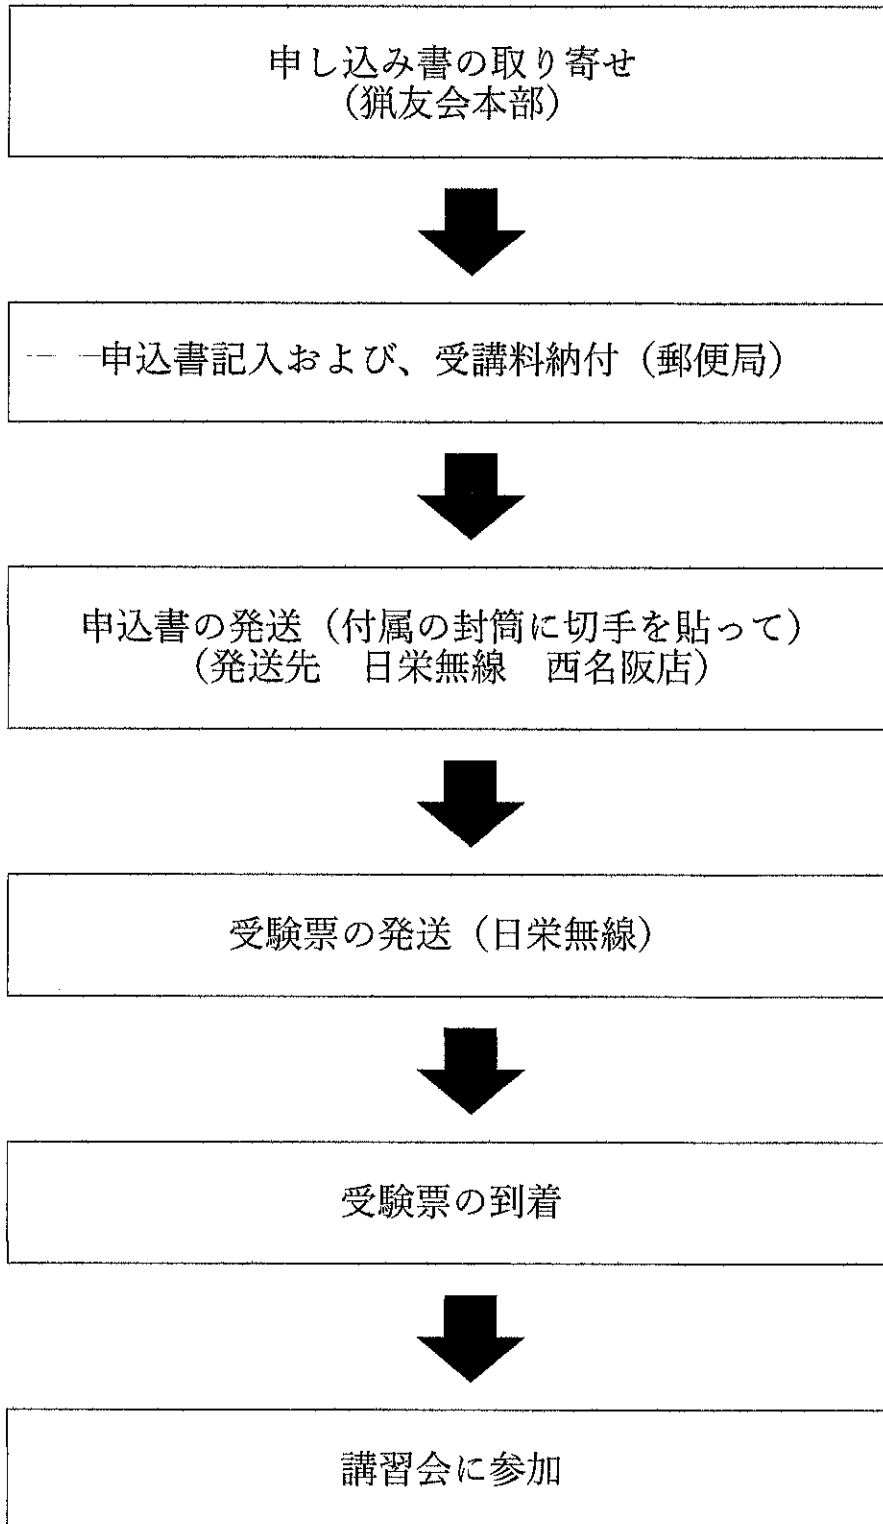 申し込み書の取り寄せ
(猟友会本部)
申込書記入および、受講料納付(郵便局)
申込書の発送(付属の封筒に切手を貼って)
(発送先　日栄無線　西名阪店)
受験票の発送(日栄無線)
受験票の到着
講習会に参加